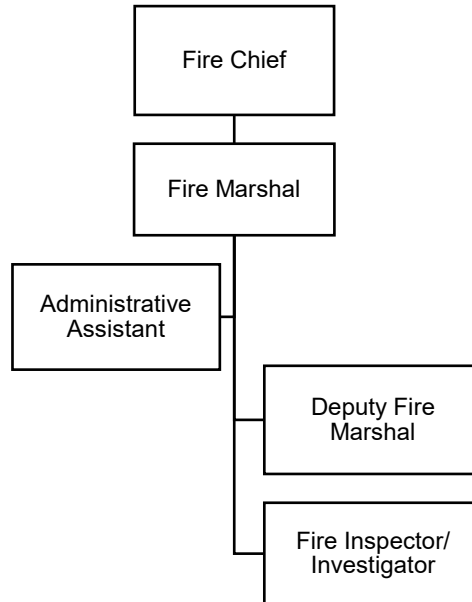 Fire Chief
Fire Marshal
Administrative
Assistant
Deputy Fire
Marshal
Fire Inspector/
Investigator